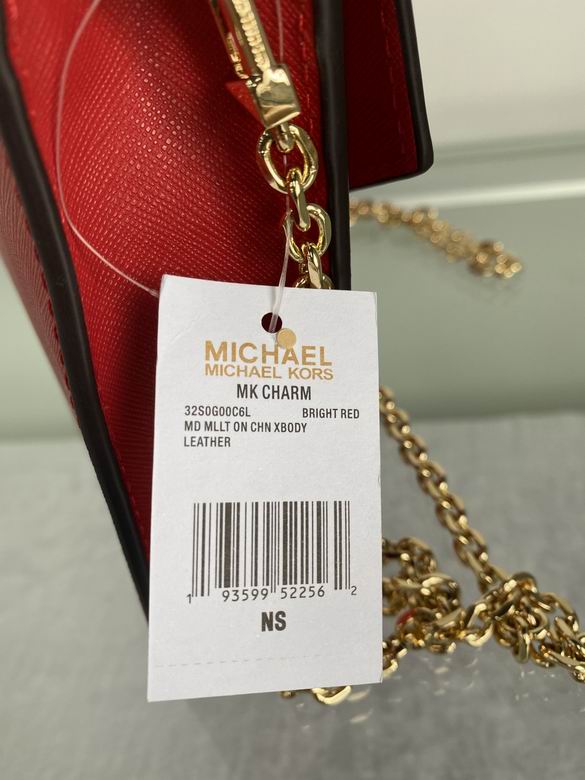 MICHAEL
MICHAEL KORS
MK CHARM
32S0G00C6L BRIGHT RED
MD MLLT ON CHN XBODY
LEATHER
1 93599 52256 2
NS